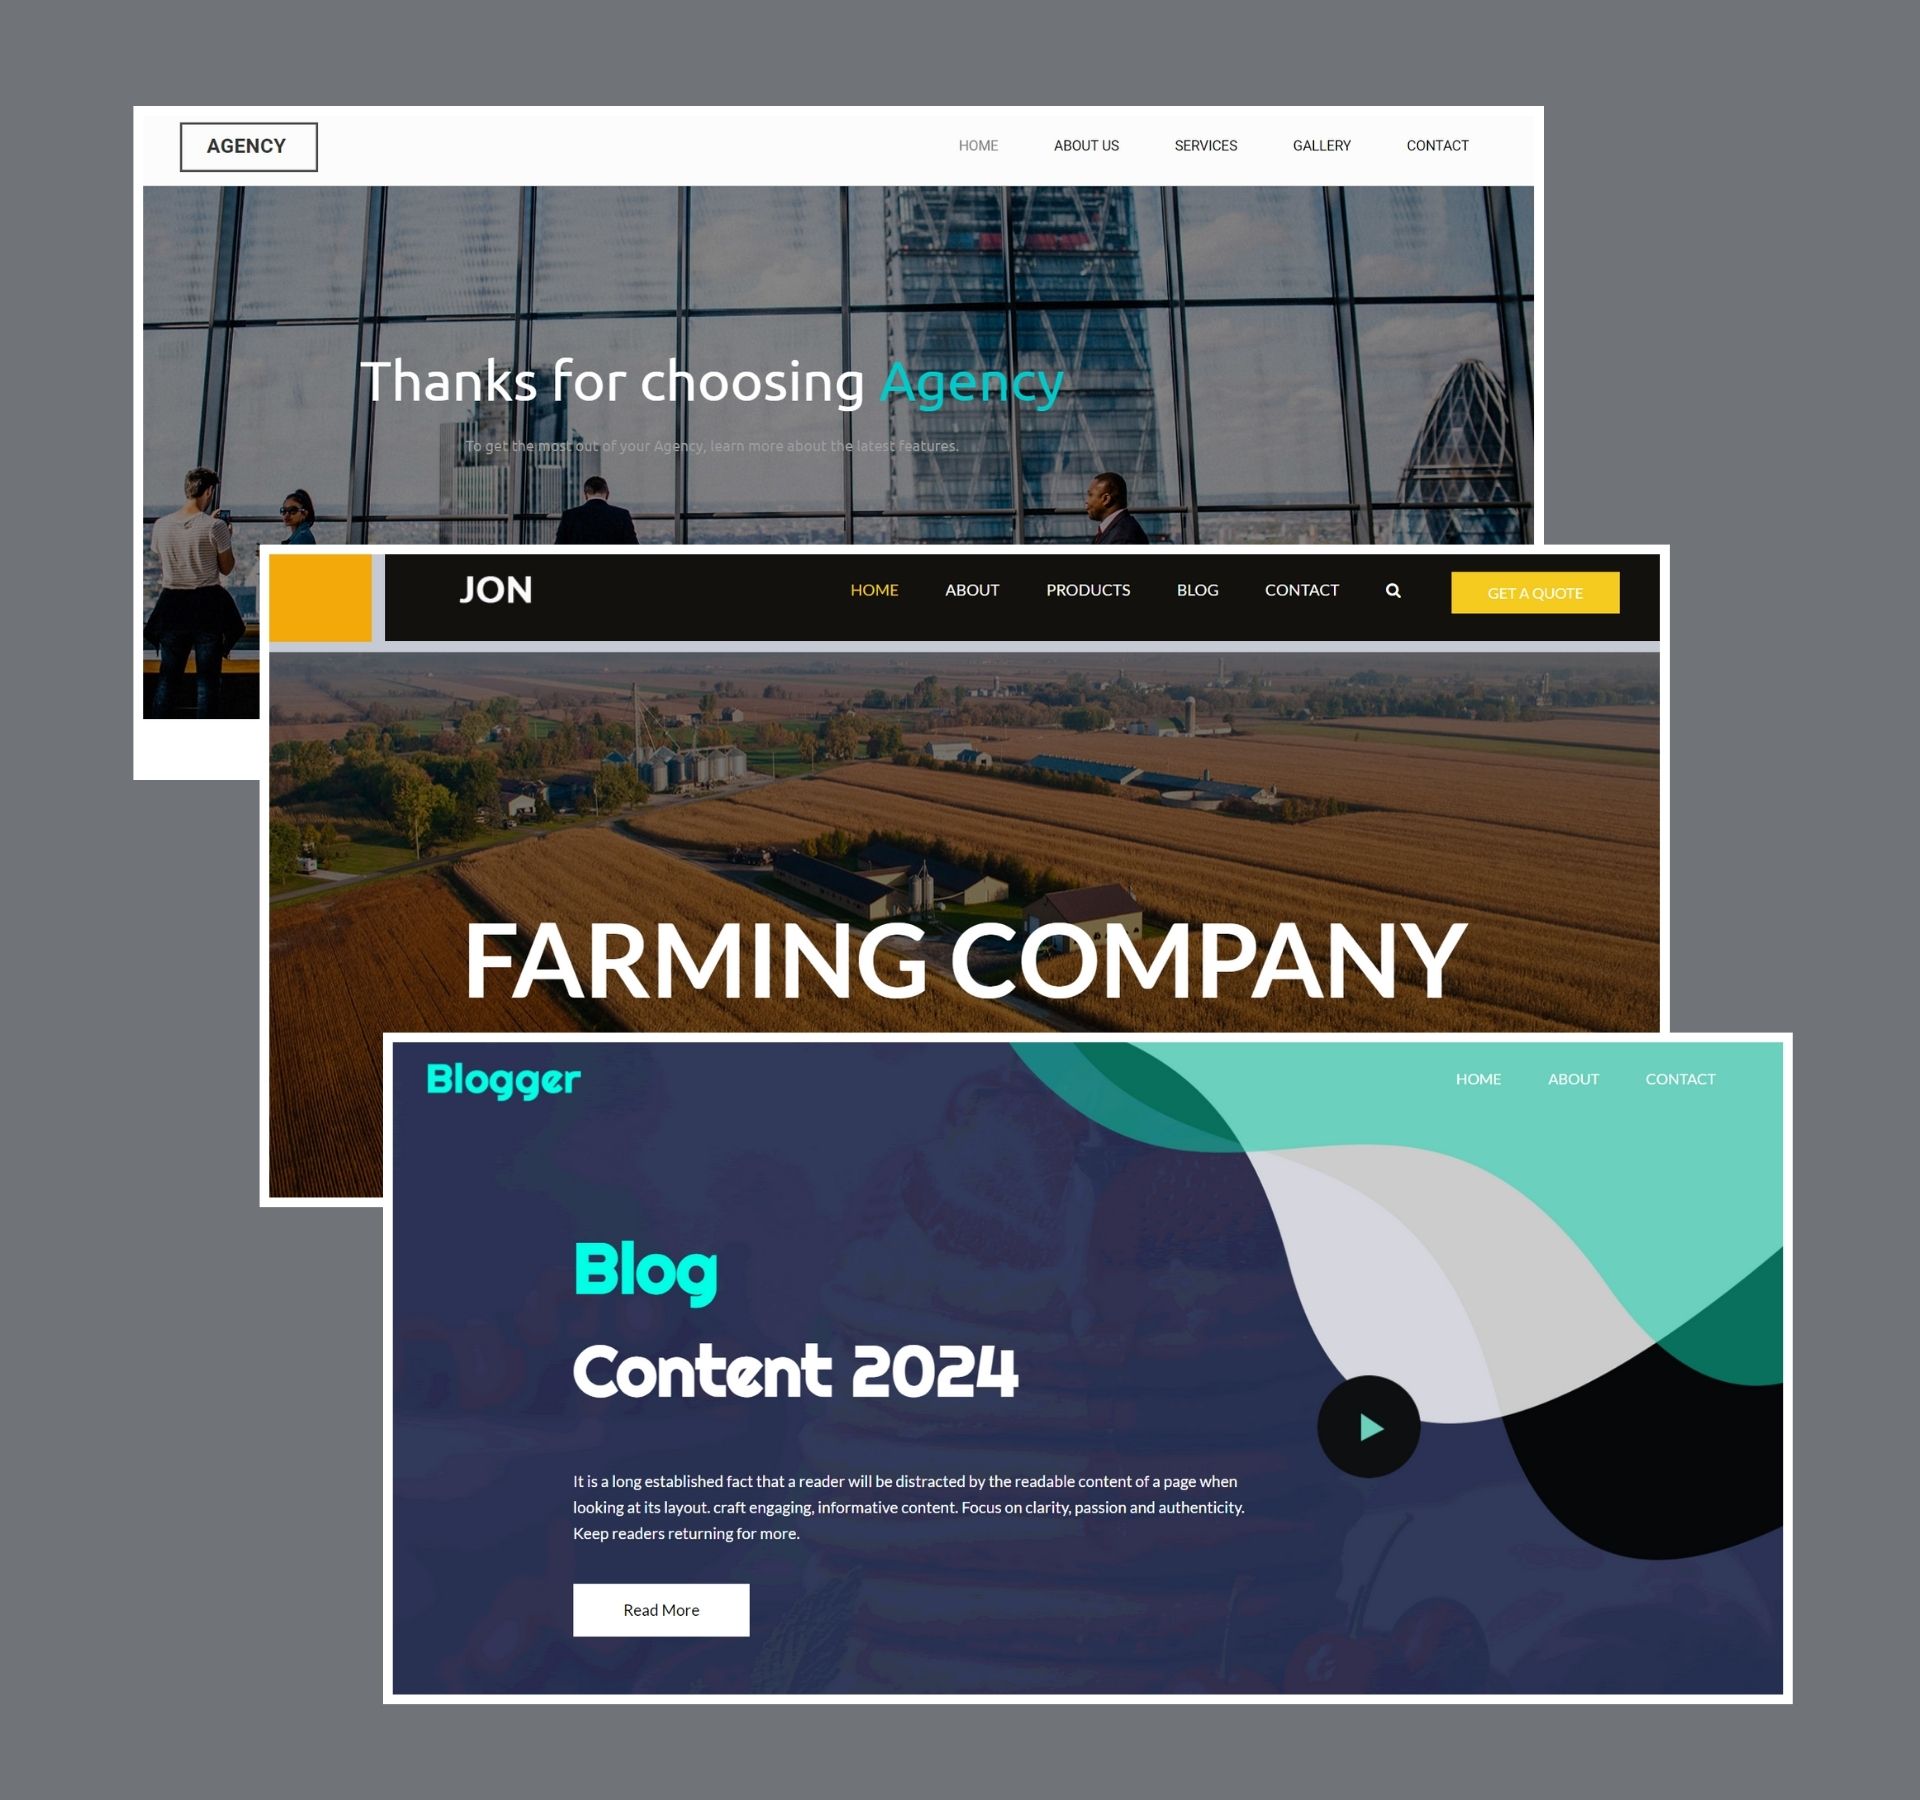 AGENCY
HOME ABOUT US SERVICES GALLERY CONTACT
Thanks for choosing Agency
To get the most out of your Agency, learn more about the latest features.
JON
HOME ABOUT PRODUCTS BLOG CONTACT GET A QUOTE
FARMING COMPANY
Blogger
HOME ABOUT CONTACT
Blog
Content 2024
It is a long established fact that a reader will be distracted by the readable content of a page when
looking at its layout. craft engaging, informative content. Focus on clarity, passion and authenticity.
Keep readers returning for more.
Read More